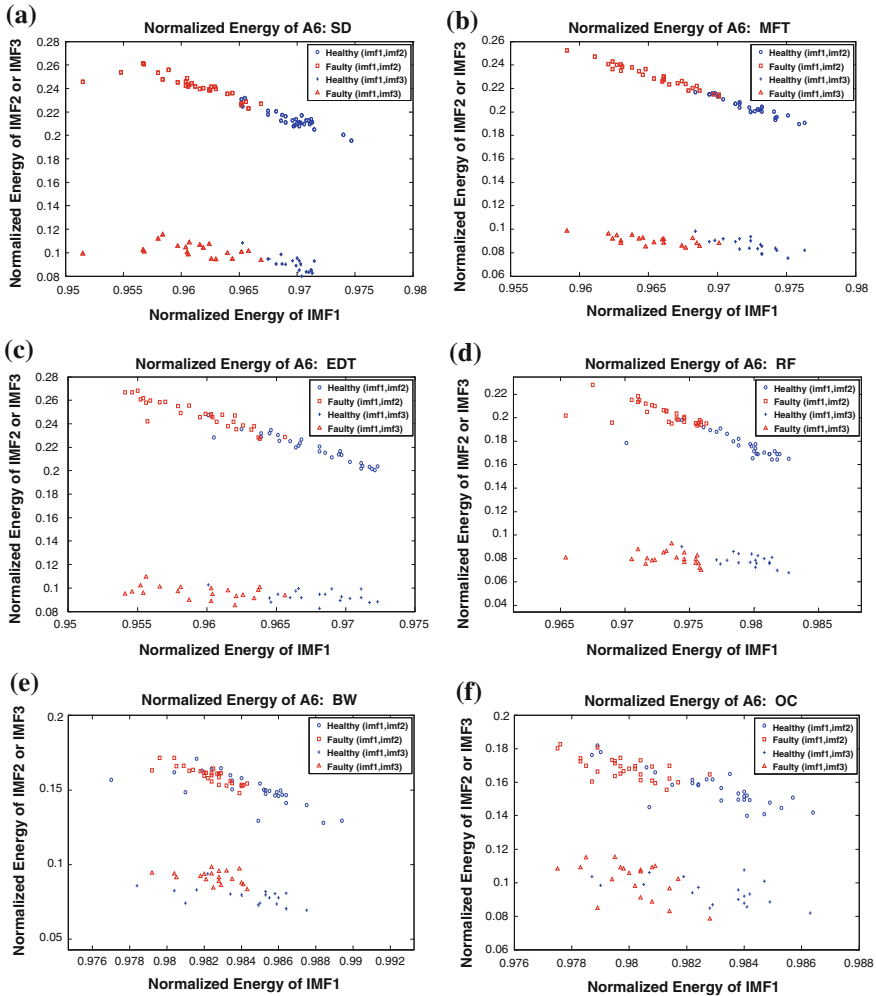 (a)
Normalized Energy of A6: SD
Normalized Energy of IMF2 or IMF3
0.28
0.26
0.24
0.22
0.2
0.18
0.16
0.14
0.12
0.1
0.08
Healthy (imf1,imf2)
Faulty (imf1,imf2)
Healthy (imf1,imf3)
Faulty (imf1,imf3)
0.95 0.955 0.96 0.965 0.97 0.975 0.98
Normalized Energy of IMF1
(b)
Normalized Energy of A6: MFT
Normalized Energy of IMF2 or IMF3
0.26
0.24
0.22
0.2
0.18
0.16
0.14
0.12
0.1
0.08
0.06
Healthy (imf1,imf2)
Faulty (imf1,imf2)
Healthy (imf1,imf3)
Faulty (imf1,imf3)
0.955 0.96 0.965 0.97 0.975 0.98
Normalized Energy of IMF1
(c)
Normalized Energy of A6: EDT
Normalized Energy of IMF2 or IMF3
0.28
0.26
0.24
0.22
0.2
0.18
0.16
0.14
0.12
0.1
0.08
Healthy (imf1,imf2)
Faulty (imf1,imf2)
Healthy (imf1,imf3)
Faulty (imf1,imf3)
0.95 0.955 0.96 0.965 0.97 0.975
Normalized Energy of IMF1
(d)
Normalized Energy of A6: RF
Normalized Energy of IMF2 or IMF3
0.22
0.2
0.18
0.16
0.14
0.12
0.1
0.08
0.06
0.04
Healthy (imf1,imf2)
Faulty (imf1,imf2)
Healthy (imf1,imf3)
Faulty (imf1,imf3)
0.965 0.97 0.975 0.98 0.985
Normalized Energy of IMF1
(e)
Normalized Energy of A6: BW
Normalized Energy of IMF2 or IMF3
0.2
0.15
0.1
0.05
Healthy (imf1,imf2)
Faulty (imf1,imf2)
Healthy (imf1,imf3)
Faulty (imf1,imf3)
0.976 0.978 0.98 0.982 0.984 0.986 0.988 0.99 0.992
Normalized Energy of IMF1
(f)
Normalized Energy of A6: OC
Normalized Energy of IMF2 or IMF3
0.2
0.18
0.16
0.14
0.12
0.1
0.08
0.06
Healthy (imf1,imf2)
Faulty (imf1,imf2)
Healthy (imf1,imf3)
Faulty (imf1,imf3)
0.976 0.978 0.98 0.982 0.984 0.986 0.988
Normalized Energy of IMF1